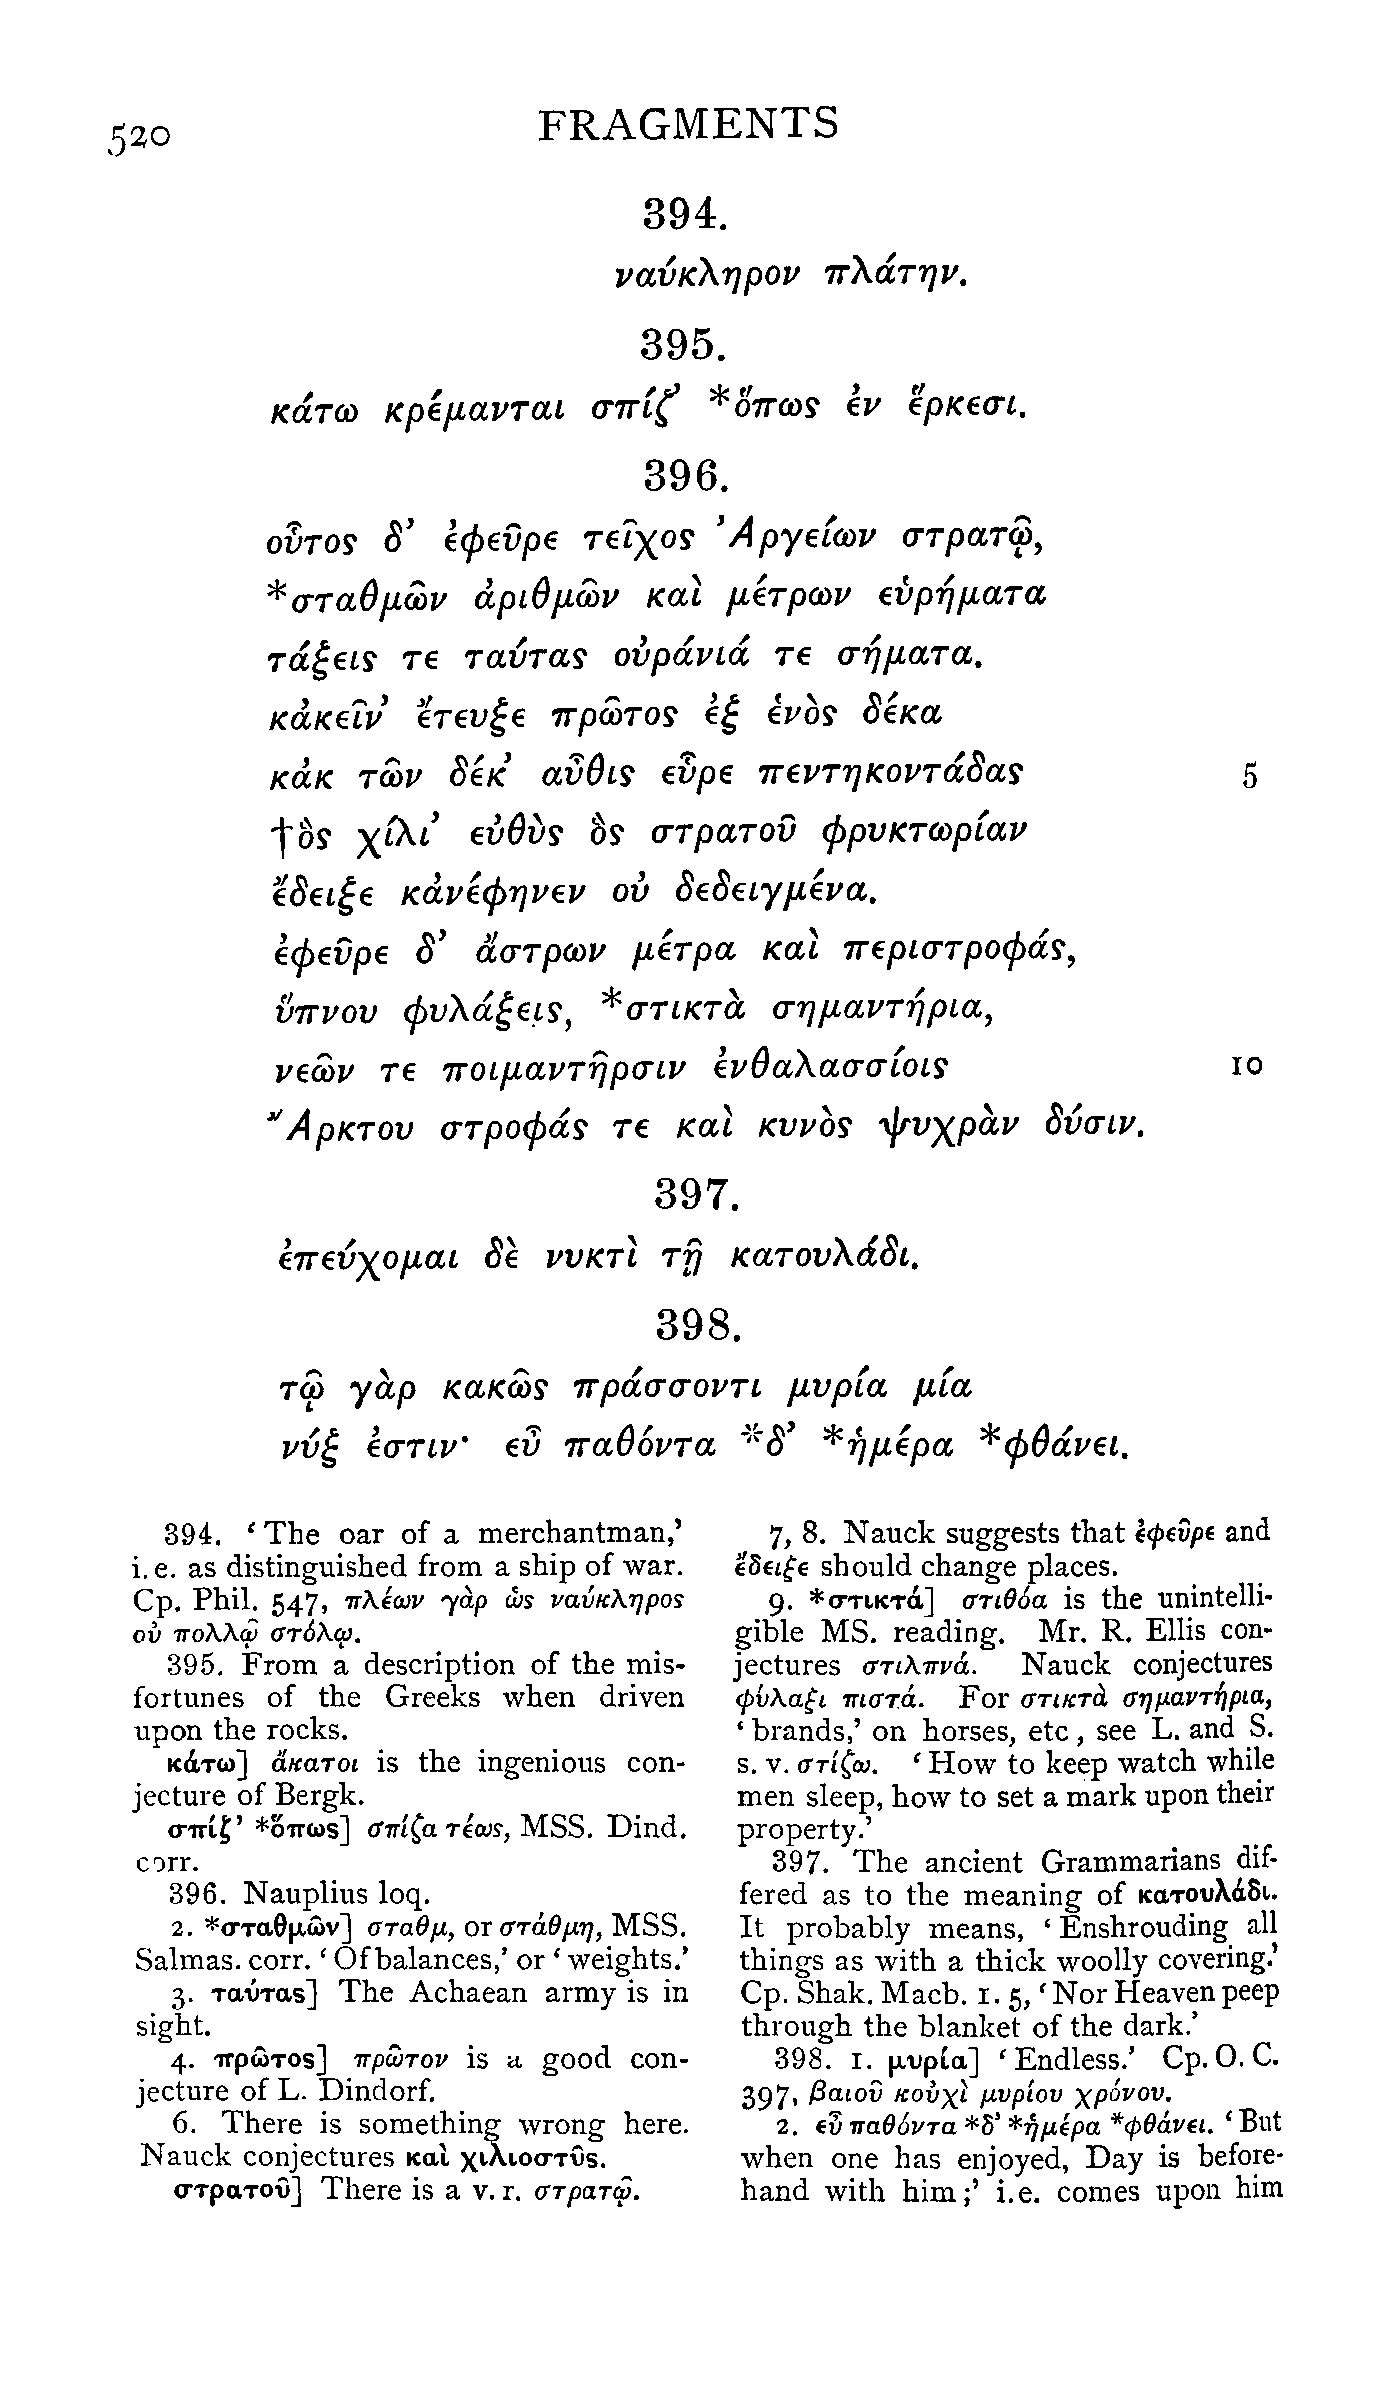 520
FRAGMENTS
394.
ναύκληρον πλάτην.
395.
κάτω κρέμανται σπίζ’ *ὅπως ἐν ἕρκεσι.
396.
οὗτος δ’ ἐφεῦρε τεῖχος Ἀργείων στρατῷ,
*σταθμῶν ἀριθμῶν καὶ μέτρων εὑρήματα
τάξεις τε ταύτας οὐράνιά τε σήματα.
κἀκεῖν’ ἔτευξε πρῶτος ἐξ ἑνὸς δέκα
κἀκ τῶν δέκ’ αὖθις εὗρε πεντηκοντάδας 5
†ὃς χίλι’ εὐθὺς ὃς στρατοῦ φρυκτωρίαν
ἔδειξε κἀνέφηνεν οὐ δεδειγμένα.
ἐφεῦρε δ’ ἄστρων μέτρα καὶ περιστροφάς,
ὕπνου φυλάξεις, *στικτὰ σημαντήρια,
νεῶν τε ποιμαντῆρσιν ἐνθαλασσίοις 10
Ἄρκτου στροφάς τε καὶ κυνὸς ψυχρὰν δύσιν.
397.
ἐπεύχομαι δὲ νυκτὶ τῇ κατουλάδι.
398.
τῷ γὰρ κακῶς πράσσοντι μυρία μία
νύξ ἐστιν· εὖ παθόντα *δ’ *ἡμέρα *φθάνει.
394. ‘The oar of a merchantman,’
i. e. as distinguished from a ship of war.
Cp. Phil. 547, πλέων γὰρ ὡς ναύκληρος
οὐ πολλῷ στόλῳ.
395. From a description of the mis-
fortunes of the Greeks when driven
upon the rocks.
κάτω] ἄκατοι is the ingenious con-
jecture of Bergk.
σπίζ’ *ὅπως] σπίζα τέως, MSS. Dind.
corr.
396. Nauplius loq.
2. *σταθμῶν] σταθμ, or στάθμη, MSS.
Salmas. corr. ‘Of balances,’ or ‘weights.’
3. ταύτας] The Achaean army is in
sight.
4. πρῶτος] πρῶτον is a good con-
jecture of L. Dindorf.
6. There is something wrong here.
Nauck conjectures καὶ χιλιοστῦς.
στρατοῦ] There is a v. r. στρατῷ.
7, 8. Nauck suggests that ἐφεῦρε and
ἔδειξε should change places.
9. *στικτά] στιθόα is the unintelli-
gible MS. reading. Mr. R. Ellis con-
jectures στιλπνά. Nauck conjectures
φύλαξι πιστά. For στικτὰ σημαντήρια,
‘brands,’ on horses, etc, see L. and S.
s. v. στίζω. ‘How to keep watch while
men sleep, how to set a mark upon their
property.’
397. The ancient Grammarians dif-
fered as to the meaning of κατουλάδι.
It probably means, ‘Enshrouding all
things as with a thick woolly covering.’
Cp. Shak. Macb. 1. 5, ‘Nor Heaven peep
through the blanket of the dark.’
398. 1. μυρία] ‘Endless.’ Cp. O. C.
397, βαιοῦ κοὐχὶ μυρίου χρόνου.
2. εὖ παθόντα *δ’ *ἡμέρα *φθάνει. ‘But
when one has enjoyed, Day is before-
hand with him;’ i.e. comes upon him